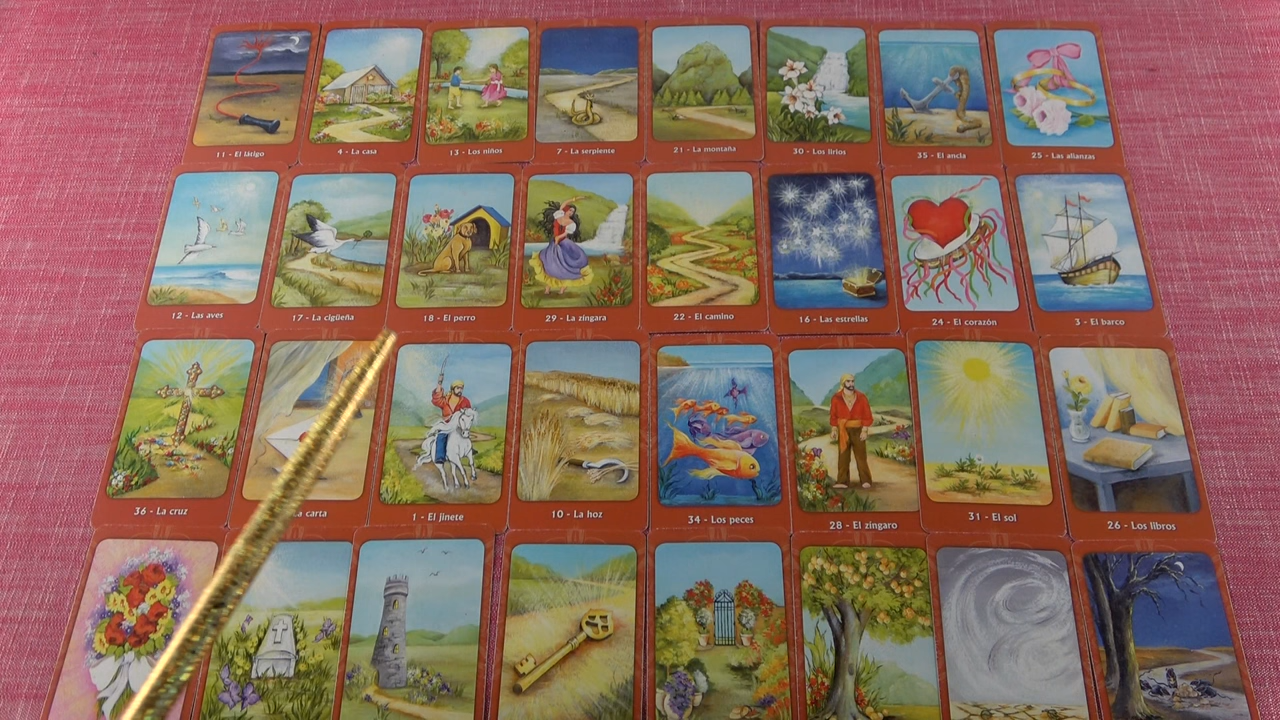 11 - El látigo
4 - La casa
13 - Los niños
7 - La serpiente
21 - La montaña
30 - Los lirios
35 - El ancla
25 - Las alianzas
12 - Las aves
17 - La cigüeña
18 - El perro
29 - La zíngara
22 - El camino
16 - Las estrellas
24 - El corazón
3 - El barco
36 - La cruz
La carta
1 - El jinete
10 - La hoz
34 - Los peces
28 - El zíngaro
31 - El sol
26 - Los libros